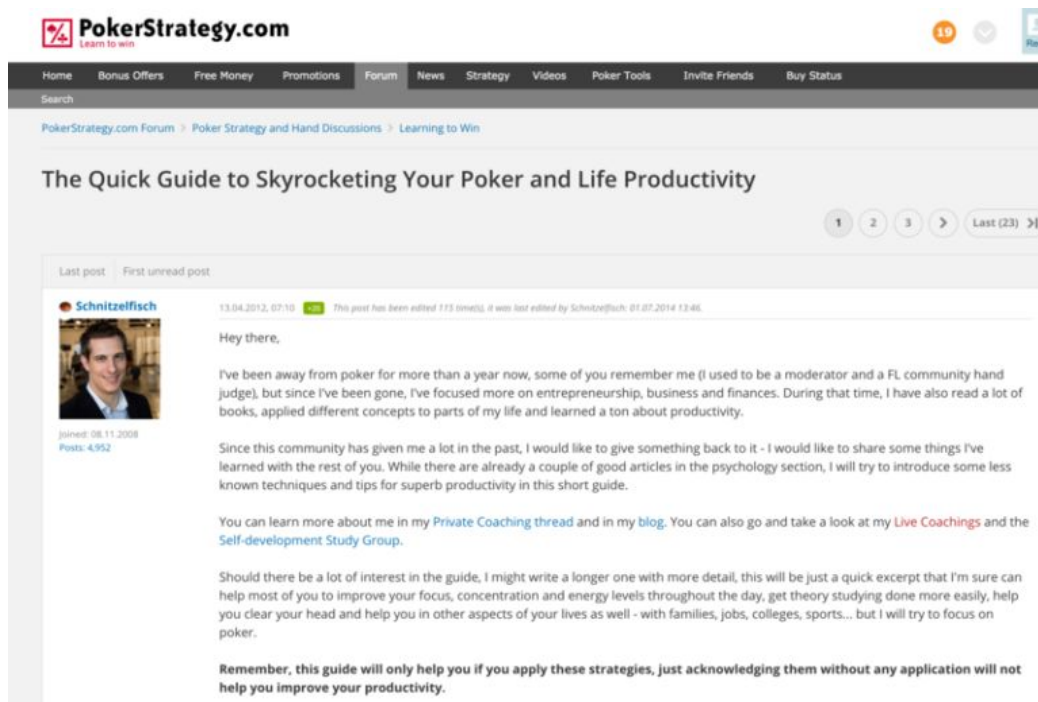 PokerStrategy.com
Learn to win
19
Home Bonus Offers Free Money Promotions Forum News Strategy Videos Poker Tools Invite Friends Buy Status
Search
PokerStrategy.com Forum > Poker Strategy and Hand Discussions > Learning to Win
The Quick Guide to Skyrocketing Your Poker and Life Productivity
1 2 3 > Last (23)
Last post First unread post
Schnitzelfisch
Joined: 08.11.2008
Posts: 4,952
13.04.2012, 07:10 +20 This post has been edited 115 time(s), it was last edited by Schnitzelfisch: 01.07.2014 13:46.
Hey there,
I've been away from poker for more than a year now, some of you remember me (I used to be a moderator and a FL community hand
judge), but since I've been gone, I've focused more on entrepreneurship, business and finances. During that time, I have also read a lot of
books, applied different concepts to parts of my life and learned a ton about productivity.
Since this community has given me a lot in the past, I would like to give something back to it - I would like to share some things I've
learned with the rest of you. While there are already a couple of good articles in the psychology section, I will try to introduce some less
known techniques and tips for superb productivity in this short guide.
You can learn more about me in my Private Coaching thread and in my blog. You can also go and take a look at my Live Coachings and the
Self-development Study Group.
Should there be a lot of interest in the guide, I might write a longer one with more detail, this will be just a quick excerpt that I'm sure can
help most of you to improve your focus, concentration and energy levels throughout the day, get theory studying done more easily, help
you clear your head and help you in other aspects of your lives as well - with families, jobs, colleges, sports... but I will try to focus on
poker.
Remember, this guide will only help you if you apply these strategies, just acknowledging them without any application will not
help you improve your productivity.